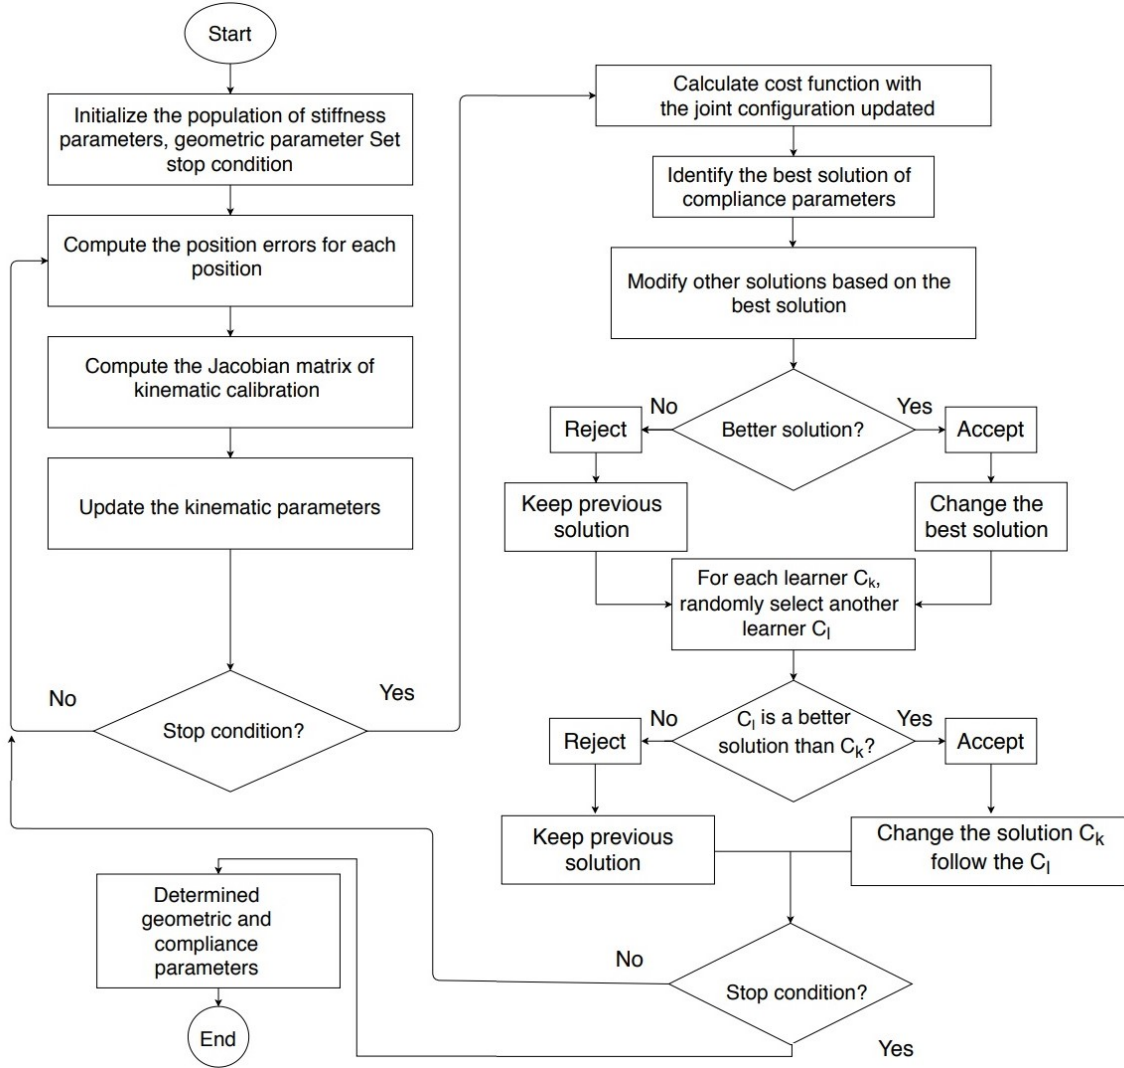 Start
Initialize the population of stiffness
parameters, geometric parameter Set
stop condition
Compute the position errors for each
position
Compute the Jacobian matrix of
kinematic calibration
Update the kinematic parameters
No
Yes
Stop condition?
Calculate cost function with
the joint configuration updated
Identify the best solution of
compliance parameters
Modify other solutions based on the
best solution
No
Yes
Reject
Better solution?
Accept
Keep previous
solution
Change the
best solution
For each learner Ck,
randomly select another
learner Cl
No
Yes
Reject
Cl is a better
solution than Ck?
Accept
Keep previous
solution
Change the solution Ck
follow the Cl
No
Stop condition?
Yes
Determined
geometric and
compliance
parameters
End